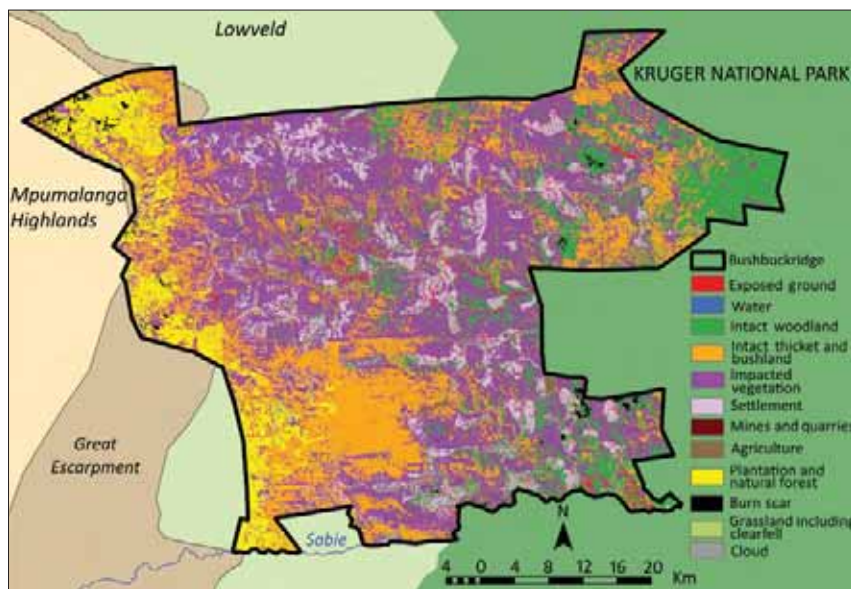 Lowveld
KRUGER NATIONAL PARK
Mpumalanga
Highlands
Bushbuckridge
Exposed ground
Water
Intact woodland
Intact thicket and
bushland
Impacted
vegetation
Settlement
Mines and quarries
Agriculture
Plantation and
natural forest
Burn scar
Grassland including
clearfell
Cloud
Great
Escarpment
Sabie
N
4 0 4 8 12 16 20
Km